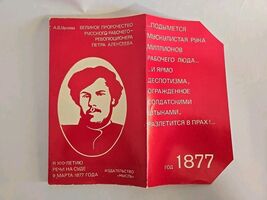 А.В.Ушаков
ВЕЛИКОЕ ПРОРОЧЕСТВО
РУССКОГО РАБОЧЕГО-
РЕВОЛЮЦИОНЕРА
ПЕТРА АЛЕКСЕЕВА
К 100-ЛЕТИЮ
РЕЧИ НА СУДЕ
9 МАРТА 1877 ГОДА
ИЗДАТЕЛЬСТВО
«МЫСЛЬ»
...ПОДЫМЕТСЯ
МУСКУЛИСТАЯ РУКА
МИЛЛИОНОВ
РАБОЧЕГО ЛЮДА...
...И ЯРМО
ДЕСПОТИЗМА,
ОГРАЖДЕННОЕ
СОЛДАТСКИМИ
ШТЫКАМИ,
РАЗЛЕТИТСЯ В ПРАХ!...
ГОД 1877